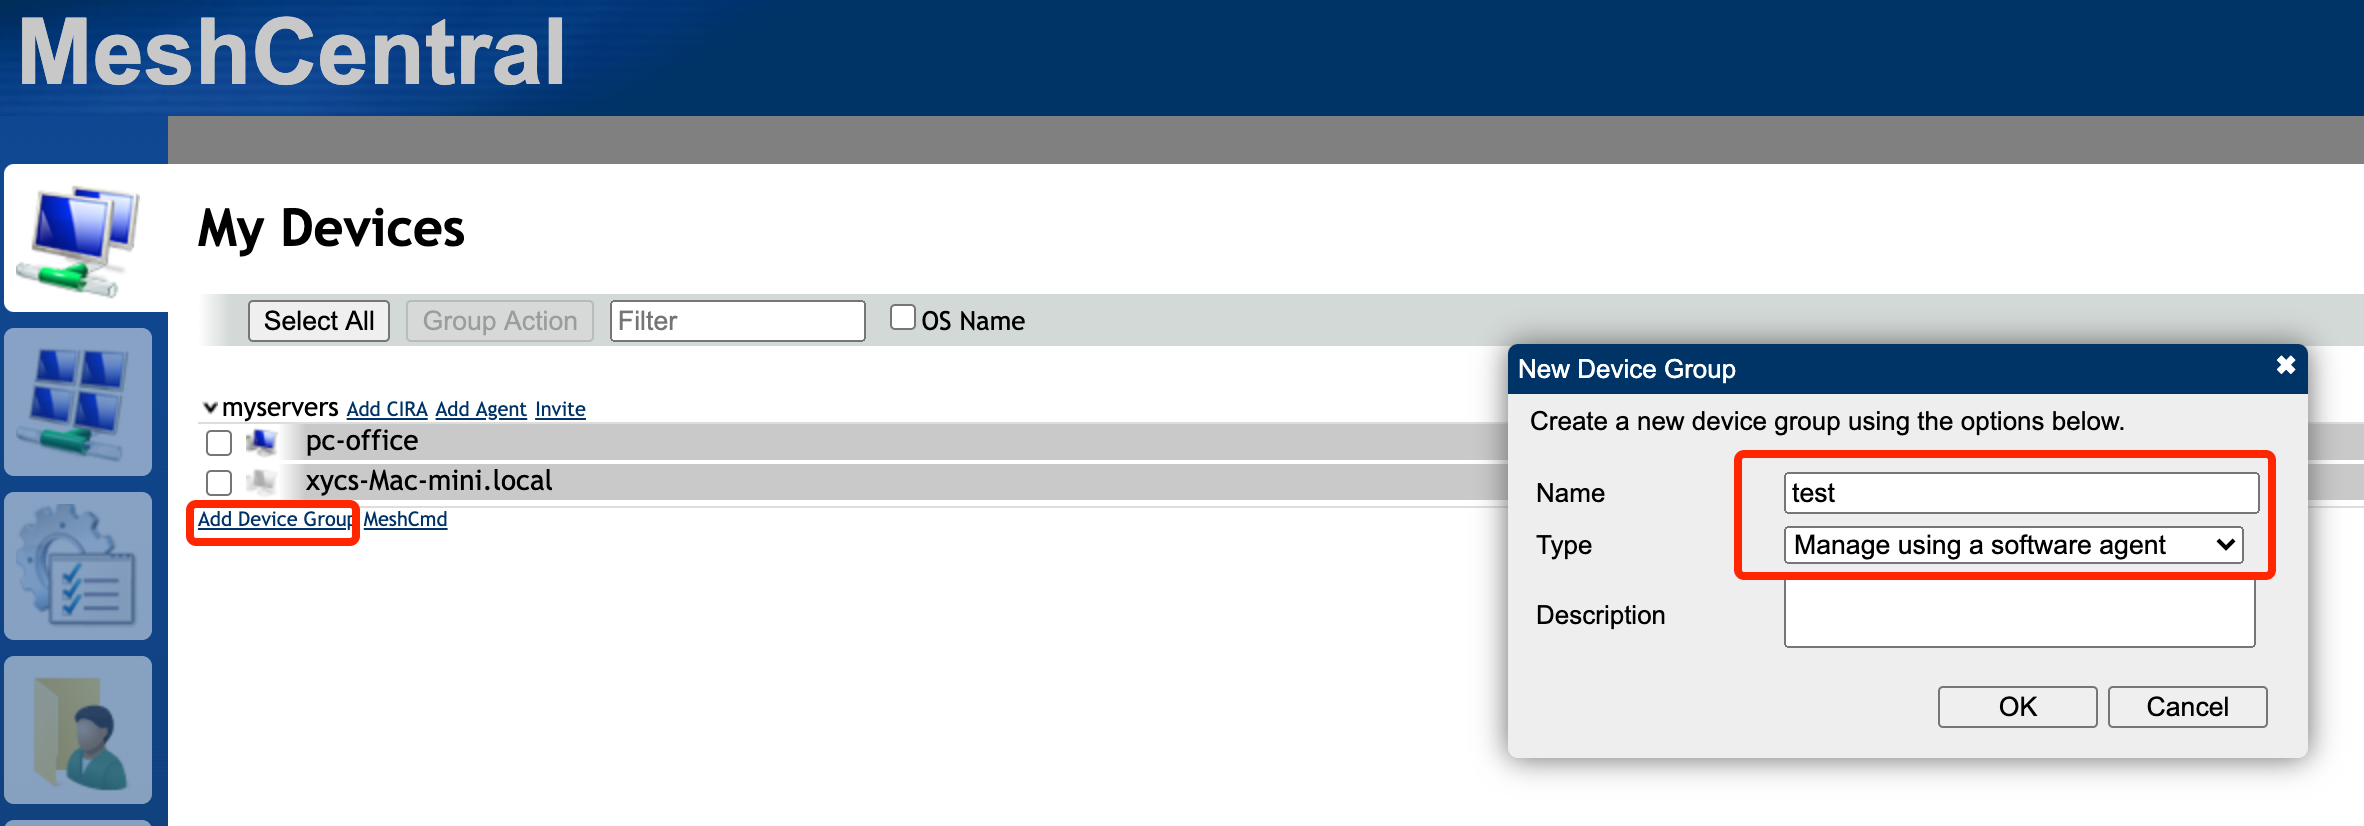 MeshCentral
My Devices
Select All Group Action Filter OS Name
myservers Add CIRA Add Agent Invite
pc-office
xycs-Mac-mini.local
Add Device Group MeshCmd
New Device Group
Create a new device group using the options below.
Name test
Type Manage using a software agent
Description
OK Cancel